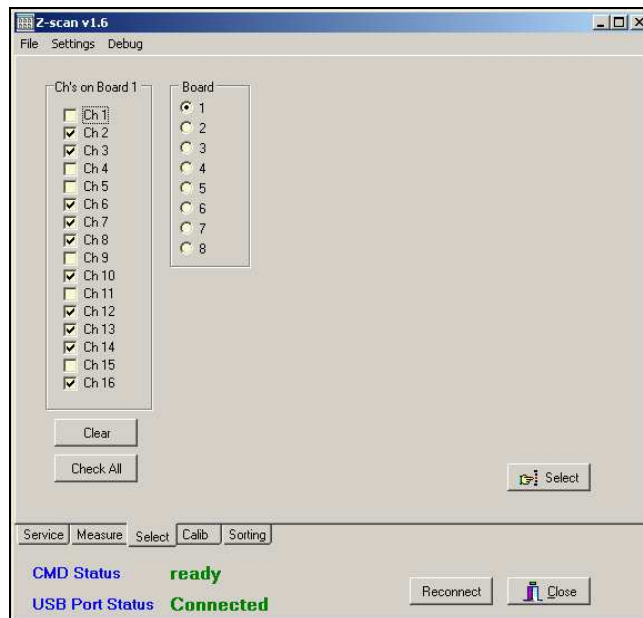 Z-scan v1.6
File Settings Debug
Ch's on Board 1
Ch 1
Ch 2
Ch 3
Ch 4
Ch 5
Ch 6
Ch 7
Ch 8
Ch 9
Ch 10
Ch 11
Ch 12
Ch 13
Ch 14
Ch 15
Ch 16
Board
1
2
3
4
5
6
7
8
Clear
Check All
Select
Service Measure Select Calib Sorting
CMD Status ready
USB Port Status Connected
Reconnect Close